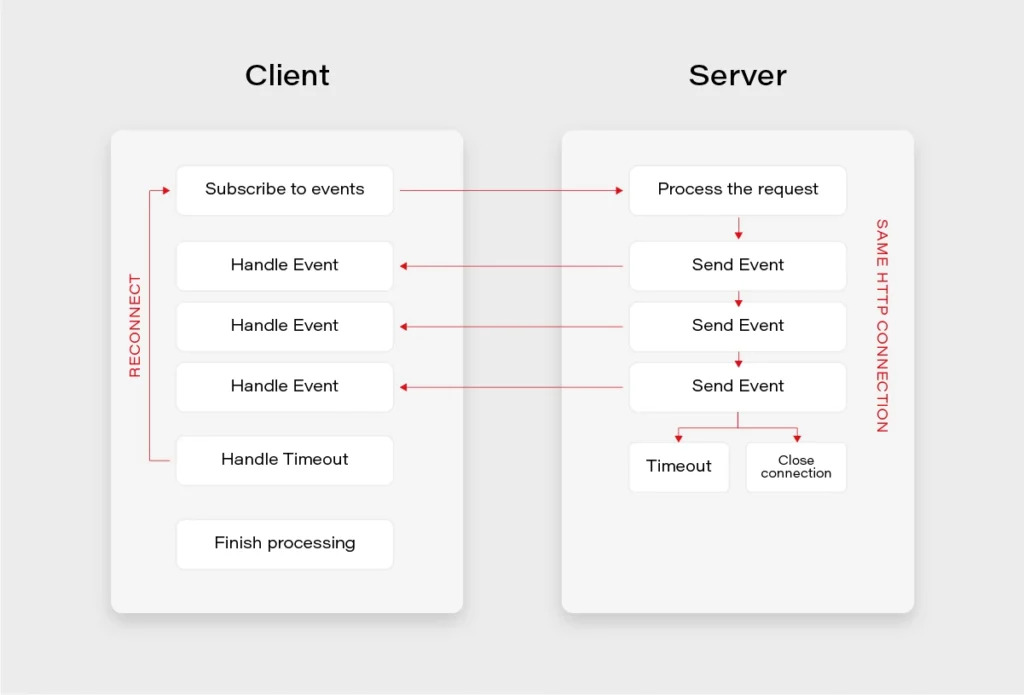 Client
Server
Subscribe to events
Process the request
Handle Event
Send Event
Handle Event
Send Event
Handle Event
Send Event
Handle Timeout
Timeout
Close
connection
Finish processing
RECONNECT
SAME HTTP CONNECTION